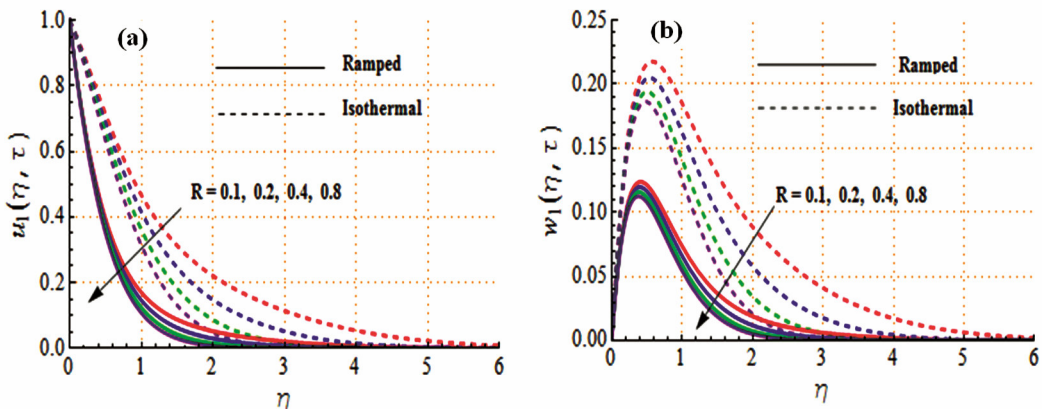 (a)
Ramped
Isothermal
R = 0.1, 0.2, 0.4, 0.8
u₁(η, τ)
1.0
0.8
0.6
0.4
0.2
0.0
0 1 2 3 4 5 6
η
(b)
Ramped
Isothermal
R = 0.1, 0.2, 0.4, 0.8
w₁(η, τ)
0.25
0.20
0.15
0.10
0.05
0.00
0 1 2 3 4 5 6
η